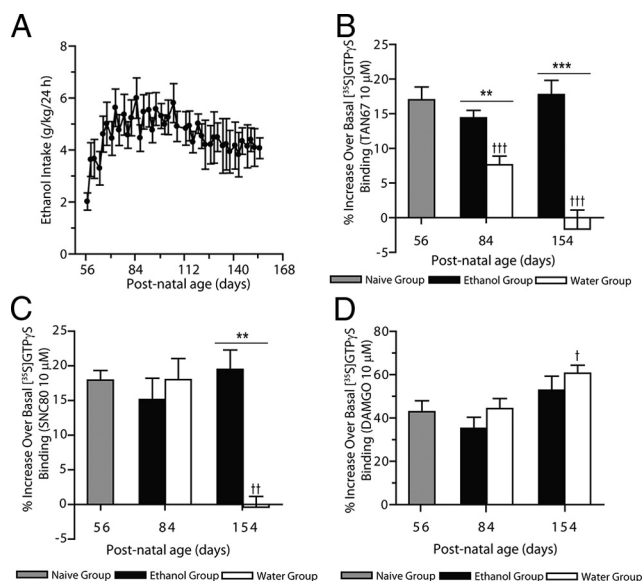 A
Ethanol Intake (g/kg/24 h)
8
6
4
2
0
56 84 112 140 168
Post-natal age (days)
B
% Increase Over Basal [³⁵S]GTPγS
Binding (TAN67 10 μM)
25
20
15
10
5
0
-5
**
†††
***
†††
56 84 154
Post-natal age (days)
Naive Group Ethanol Group Water Group
C
% Increase Over Basal [³⁵S]GTPγS
Binding (SNC80 10 μM)
25
20
15
10
5
0
-5
**
††
56 84 154
Post-natal age (days)
Naive Group Ethanol Group Water Group
D
% Increase Over Basal [³⁵S]GTPγS
Binding (DAMGO 10 μM)
80
60
40
20
0
†
56 84 154
Post-natal age (days)
Naive Group Ethanol Group Water Group